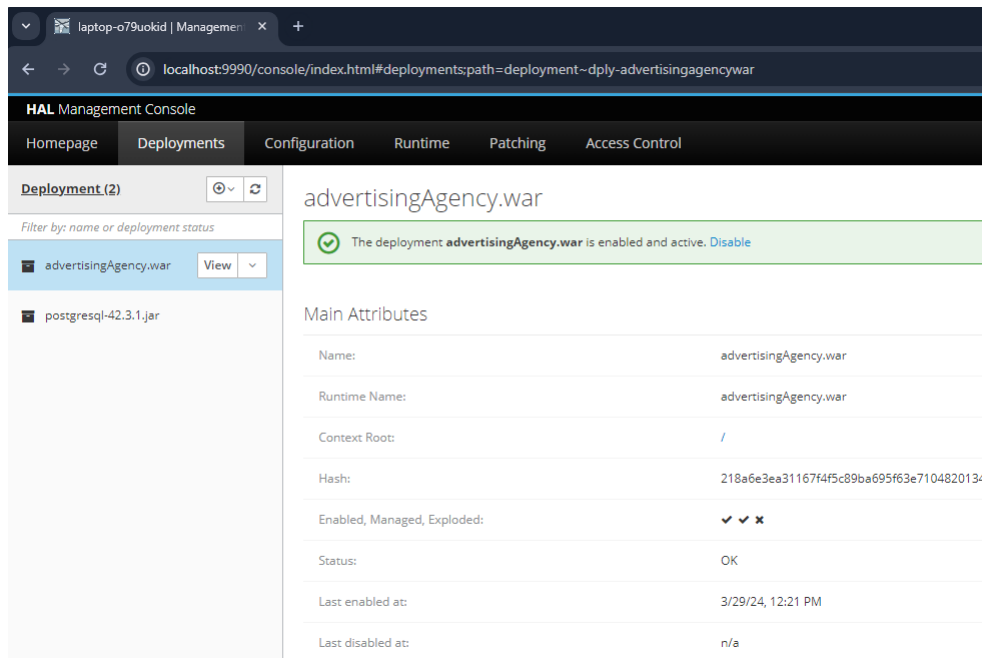 laptop-o79uokid | Managemen
localhost:9990/console/index.html#deployments;path=deployment~dply-advertisingagencywar
HAL Management Console
Homepage Deployments Configuration Runtime Patching Access Control
Deployment (2)
Filter by: name or deployment status
advertisingAgency.war View
postgresql-42.3.1.jar
advertisingAgency.war
The deployment advertisingAgency.war is enabled and active. Disable
Main Attributes
Name: advertisingAgency.war
Runtime Name: advertisingAgency.war
Context Root: /
Hash: 218a6e3ea31167f4f5c89ba695f63e7104820134
Enabled, Managed, Exploded:
Status: OK
Last enabled at: 3/29/24, 12:21 PM
Last disabled at: n/a